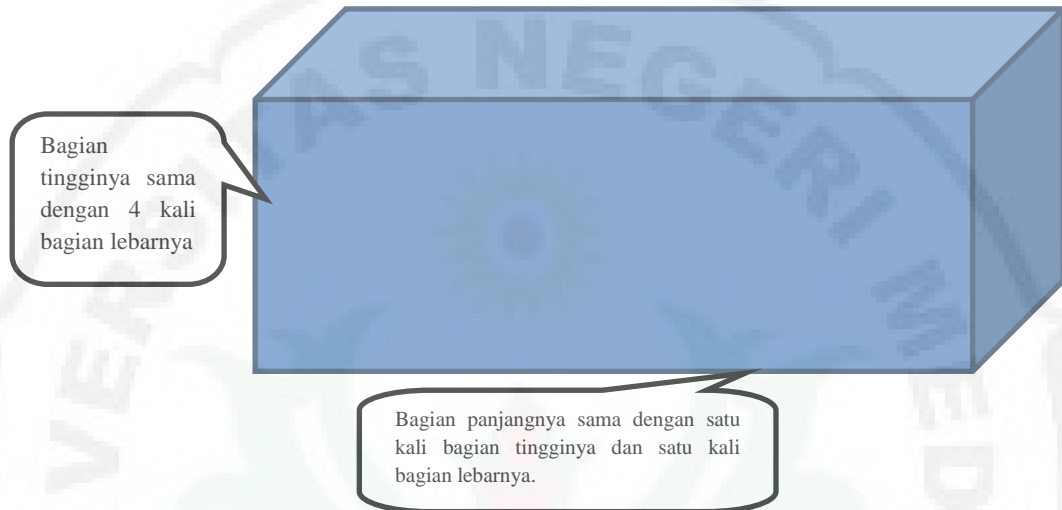 Bagian
tingginya sama
dengan 4 kali
bagian lebarnya
Bagian panjangnya sama dengan satu
kali bagian tingginya dan satu kali
bagian lebarnya.